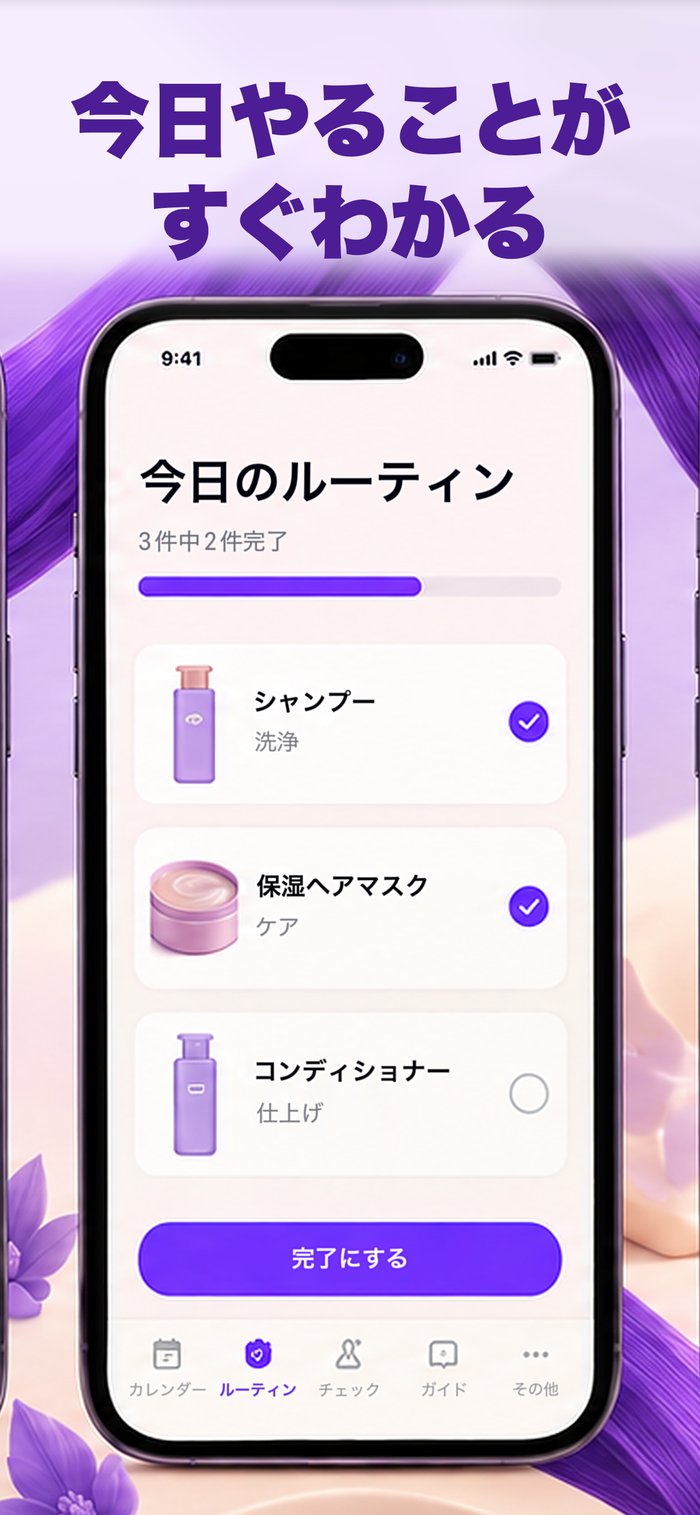 今日やることが
すぐわかる
9:41
今日のルーティン
3件中2件完了
シャンプー
洗浄
保湿ヘアマスク
ケア
コンディショナー
仕上げ
完了にする
カレンダー ルーティン チェック ガイド その他